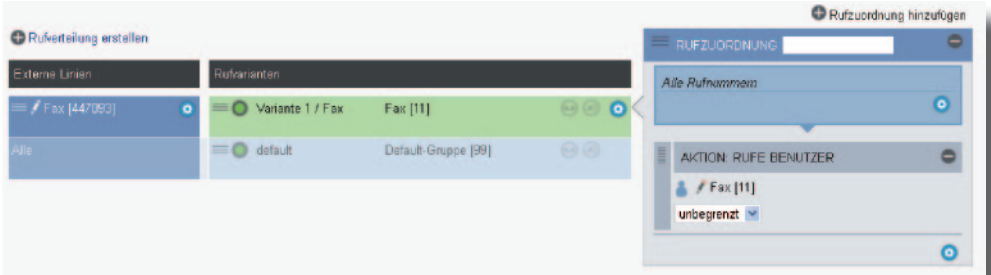 Rufzuordnung hinzufügen
Rufverteilung erstellen
RUFZUORDNUNG
Externe Linien
Rufvarianten
Alle Rufnummern
Fax [447093]
Variante 1 / Fax
Fax [11]
Alle
default
Default-Gruppe [99]
AKTION: RUFE BENUTZER
Fax [11]
unbegrenzt